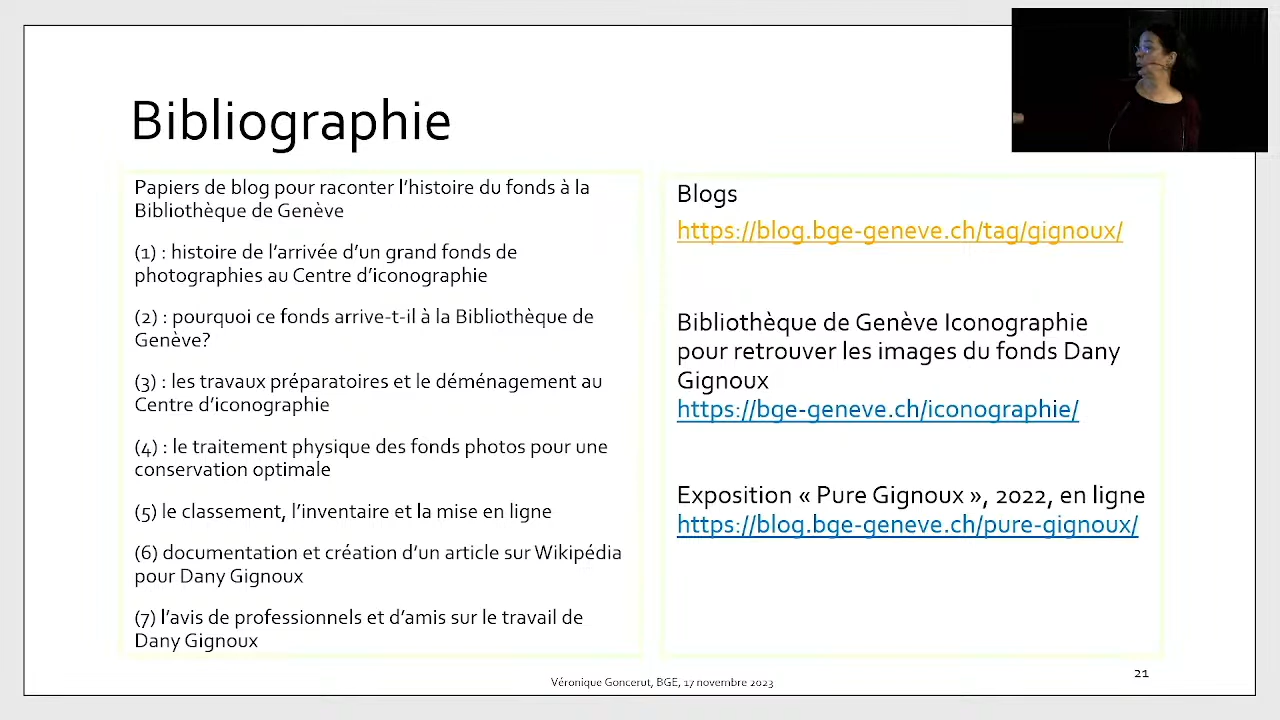 Bibliographie
Papiers de blog pour raconter l’histoire du fonds à la
Bibliothèque de Genève
(1) : histoire de l’arrivée d’un grand fonds de
photographies au Centre d’iconographie
(2) : pourquoi ce fonds arrive-t-il à la Bibliothèque de
Genève?
(3) : les travaux préparatoires et le déménagement au
Centre d’iconographie
(4) : le traitement physique des fonds photos pour une
conservation optimale
(5) le classement, l’inventaire et la mise en ligne
(6) documentation et création d’un article sur Wikipédia
pour Dany Gignoux
(7) l’avis de professionnels et d’amis sur le travail de
Dany Gignoux
Blogs
https://blog.bge-geneve.ch/tag/gignoux/
Bibliothèque de Genève Iconographie
pour retrouver les images du fonds Dany
Gignoux
https://bge-geneve.ch/iconographie/
Exposition « Pure Gignoux », 2022, en ligne
https://blog.bge-geneve.ch/pure-gignoux/
Véronique Goncerut, BGE, 17 novembre 2023
21